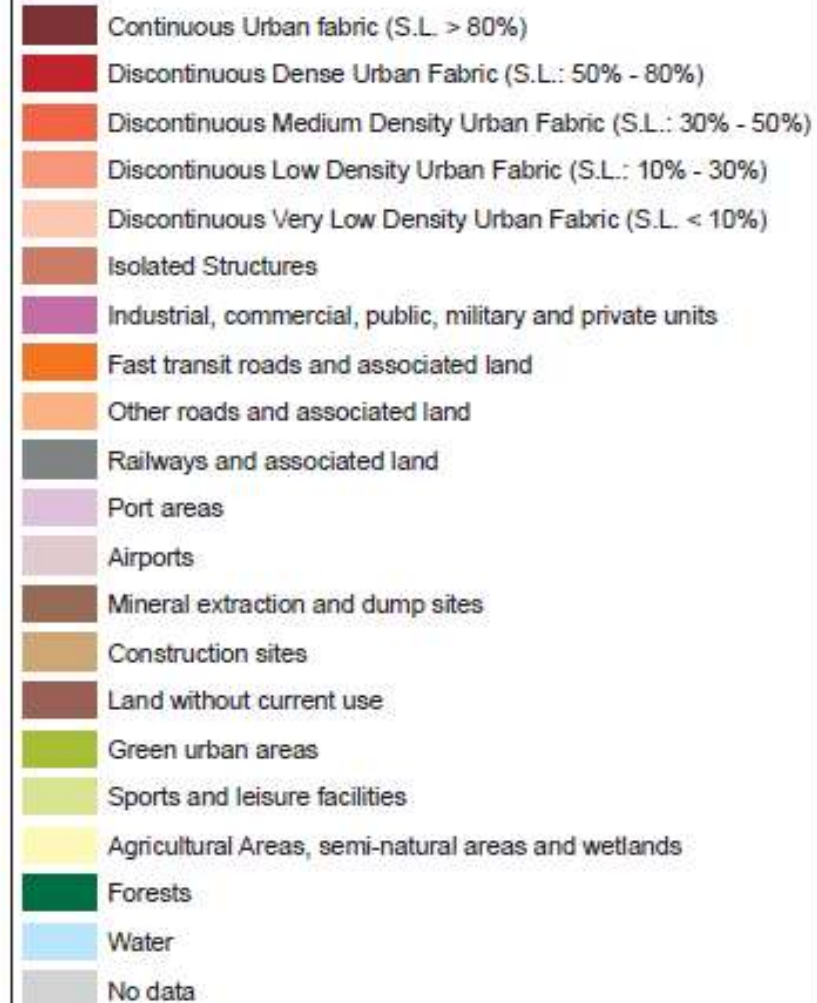 Continuous Urban fabric (S.L. > 80%)
Discontinuous Dense Urban Fabric (S.L.: 50% - 80%)
Discontinuous Medium Density Urban Fabric (S.L.: 30% - 50%)
Discontinuous Low Density Urban Fabric (S.L.: 10% - 30%)
Discontinuous Very Low Density Urban Fabric (S.L. < 10%)
Isolated Structures
Industrial, commercial, public, military and private units
Fast transit roads and associated land
Other roads and associated land
Railways and associated land
Port areas
Airports
Mineral extraction and dump sites
Construction sites
Land without current use
Green urban areas
Sports and leisure facilities
Agricultural Areas, semi-natural areas and wetlands
Forests
Water
No data